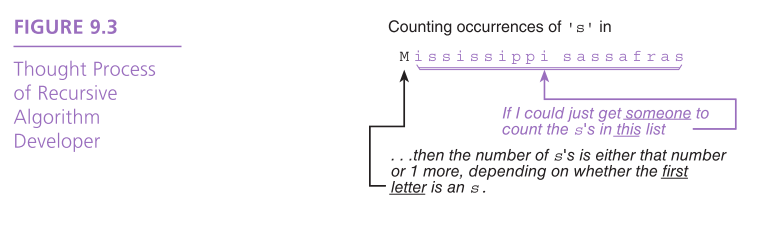 FIGURE 9.3
Thought Process
of Recursive
Algorithm
Developer
Counting occurrences of 's' in
Mississippi sassafras
If I could just get someone to
count the s's in this list
. . .then the number of s's is either that number
or 1 more, depending on whether the first
letter is an s.